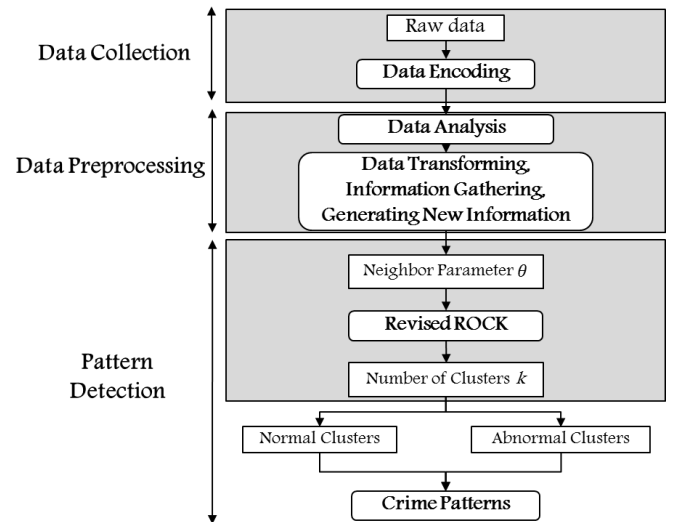 Data Collection
Raw data
Data Encoding
Data Preprocessing
Data Analysis
Data Transforming,
Information Gathering,
Generating New Information
Pattern
Detection
Neighbor Parameter θ
Revised ROCK
Number of Clusters k
Normal Clusters
Abnormal Clusters
Crime Patterns